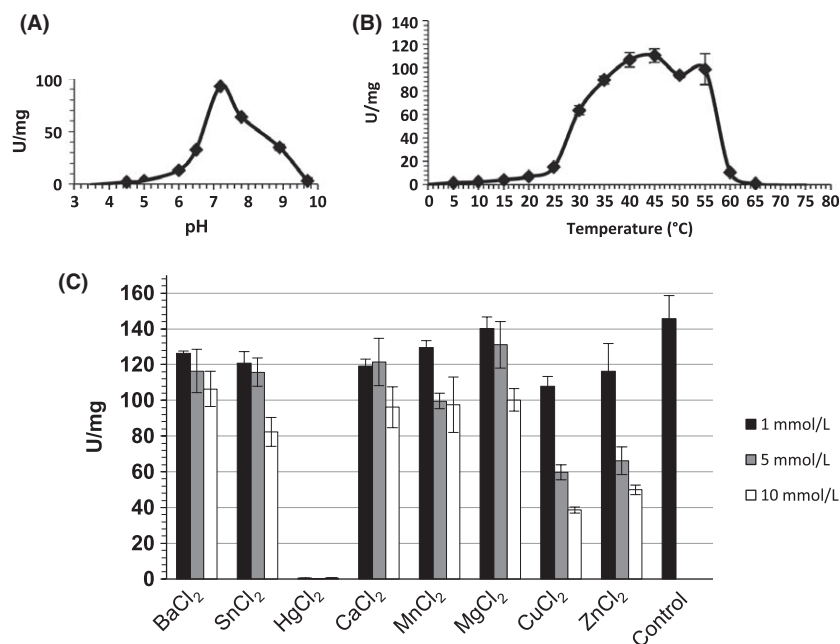 (A)
100
50
0
U/mg
3 4 5 6 7 8 9 10
pH
(B)
140
120
100
80
60
40
20
0
U/mg
0 5 10 15 20 25 30 35 40 45 50 55 60 65 70 75 80
Temperature (°C)
(C)
160
140
120
100
80
60
40
20
0
U/mg
BaCl₂ SnCl₂ HgCl₂ CaCl₂ MnCl₂ MgCl₂ CuCl₂ ZnCl₂ Control
1 mmol/L
5 mmol/L
10 mmol/L